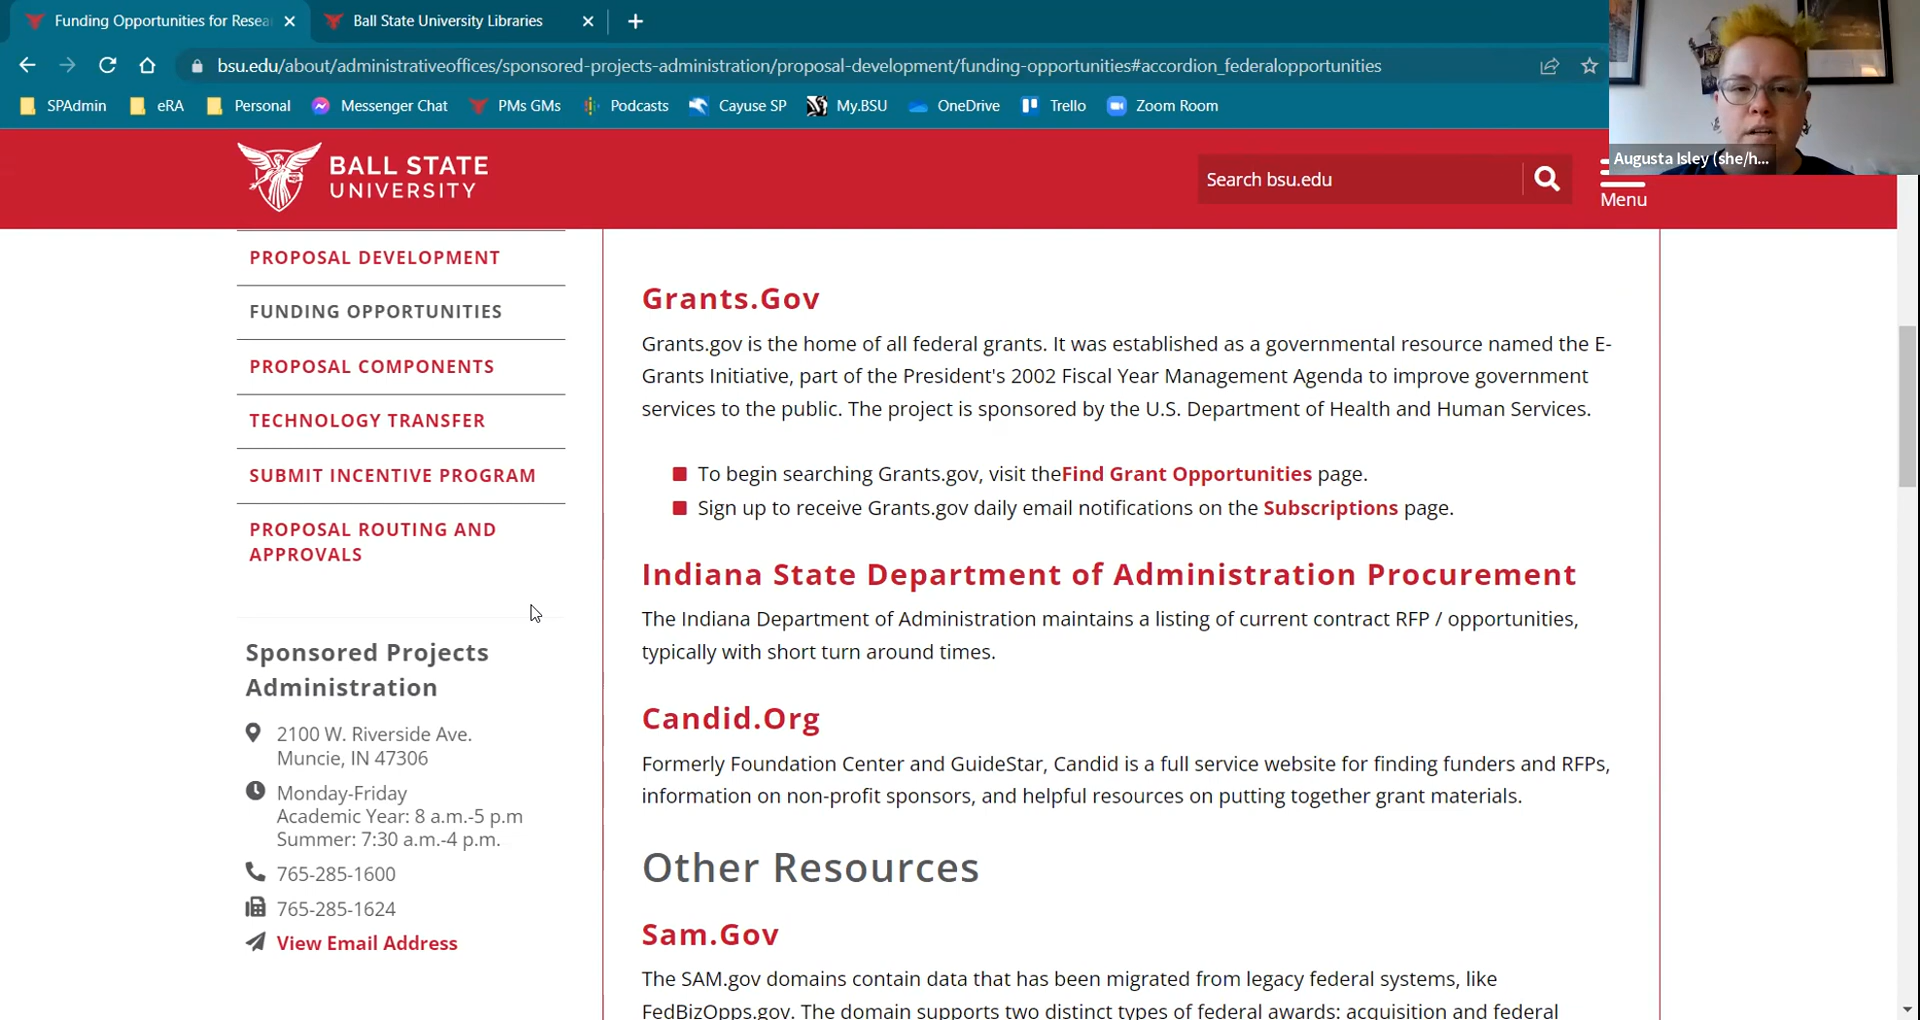 Funding Opportunities for Resea
Ball State University Libraries
bsu.edu/about/administrativeoffices/sponsored-projects-administration/proposal-development/funding-opportunities#accordion_federalopportunities
SPAdmin
eRA
Personal
Messenger Chat
PMs GMs
Podcasts
Cayuse SP
My.BSU
OneDrive
Trello
Zoom Room
Augusta Isley (she/h...
BALL STATE
UNIVERSITY
Search bsu.edu
Menu
PROPOSAL DEVELOPMENT
FUNDING OPPORTUNITIES
PROPOSAL COMPONENTS
TECHNOLOGY TRANSFER
SUBMIT INCENTIVE PROGRAM
PROPOSAL ROUTING AND
APPROVALS
Sponsored Projects
Administration
2100 W. Riverside Ave.
Muncie, IN 47306
Monday-Friday
Academic Year: 8 a.m.-5 p.m
Summer: 7:30 a.m.-4 p.m.
765-285-1600
765-285-1624
View Email Address
Grants.Gov
Grants.gov is the home of all federal grants. It was established as a governmental resource named the E-
Grants Initiative, part of the President's 2002 Fiscal Year Management Agenda to improve government
services to the public. The project is sponsored by the U.S. Department of Health and Human Services.
To begin searching Grants.gov, visit theFind Grant Opportunities page.
Sign up to receive Grants.gov daily email notifications on the Subscriptions page.
Indiana State Department of Administration Procurement
The Indiana Department of Administration maintains a listing of current contract RFP / opportunities,
typically with short turn around times.
Candid.Org
Formerly Foundation Center and GuideStar, Candid is a full service website for finding funders and RFPs,
information on non-profit sponsors, and helpful resources on putting together grant materials.
Other Resources
Sam.Gov
The SAM.gov domains contain data that has been migrated from legacy federal systems, like
FedBizOpps.gov. The domain supports two distinct types of federal awards: acquisition and federal